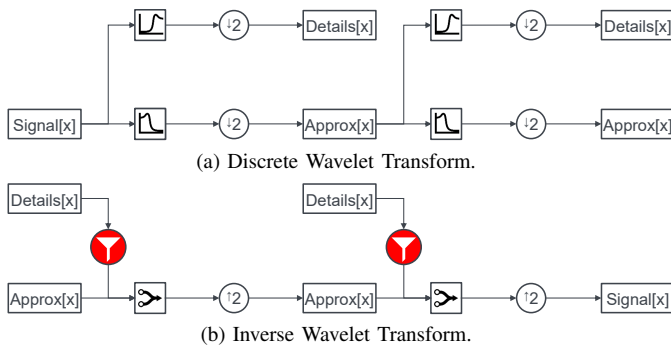 ↓2 Details[x] ↓2 Details[x]
Signal[x] ↓2 Approx[x] ↓2 Approx[x]
(a) Discrete Wavelet Transform.
Details[x] Details[x]
Approx[x] ↑2 Approx[x] ↑2 Signal[x]
(b) Inverse Wavelet Transform.